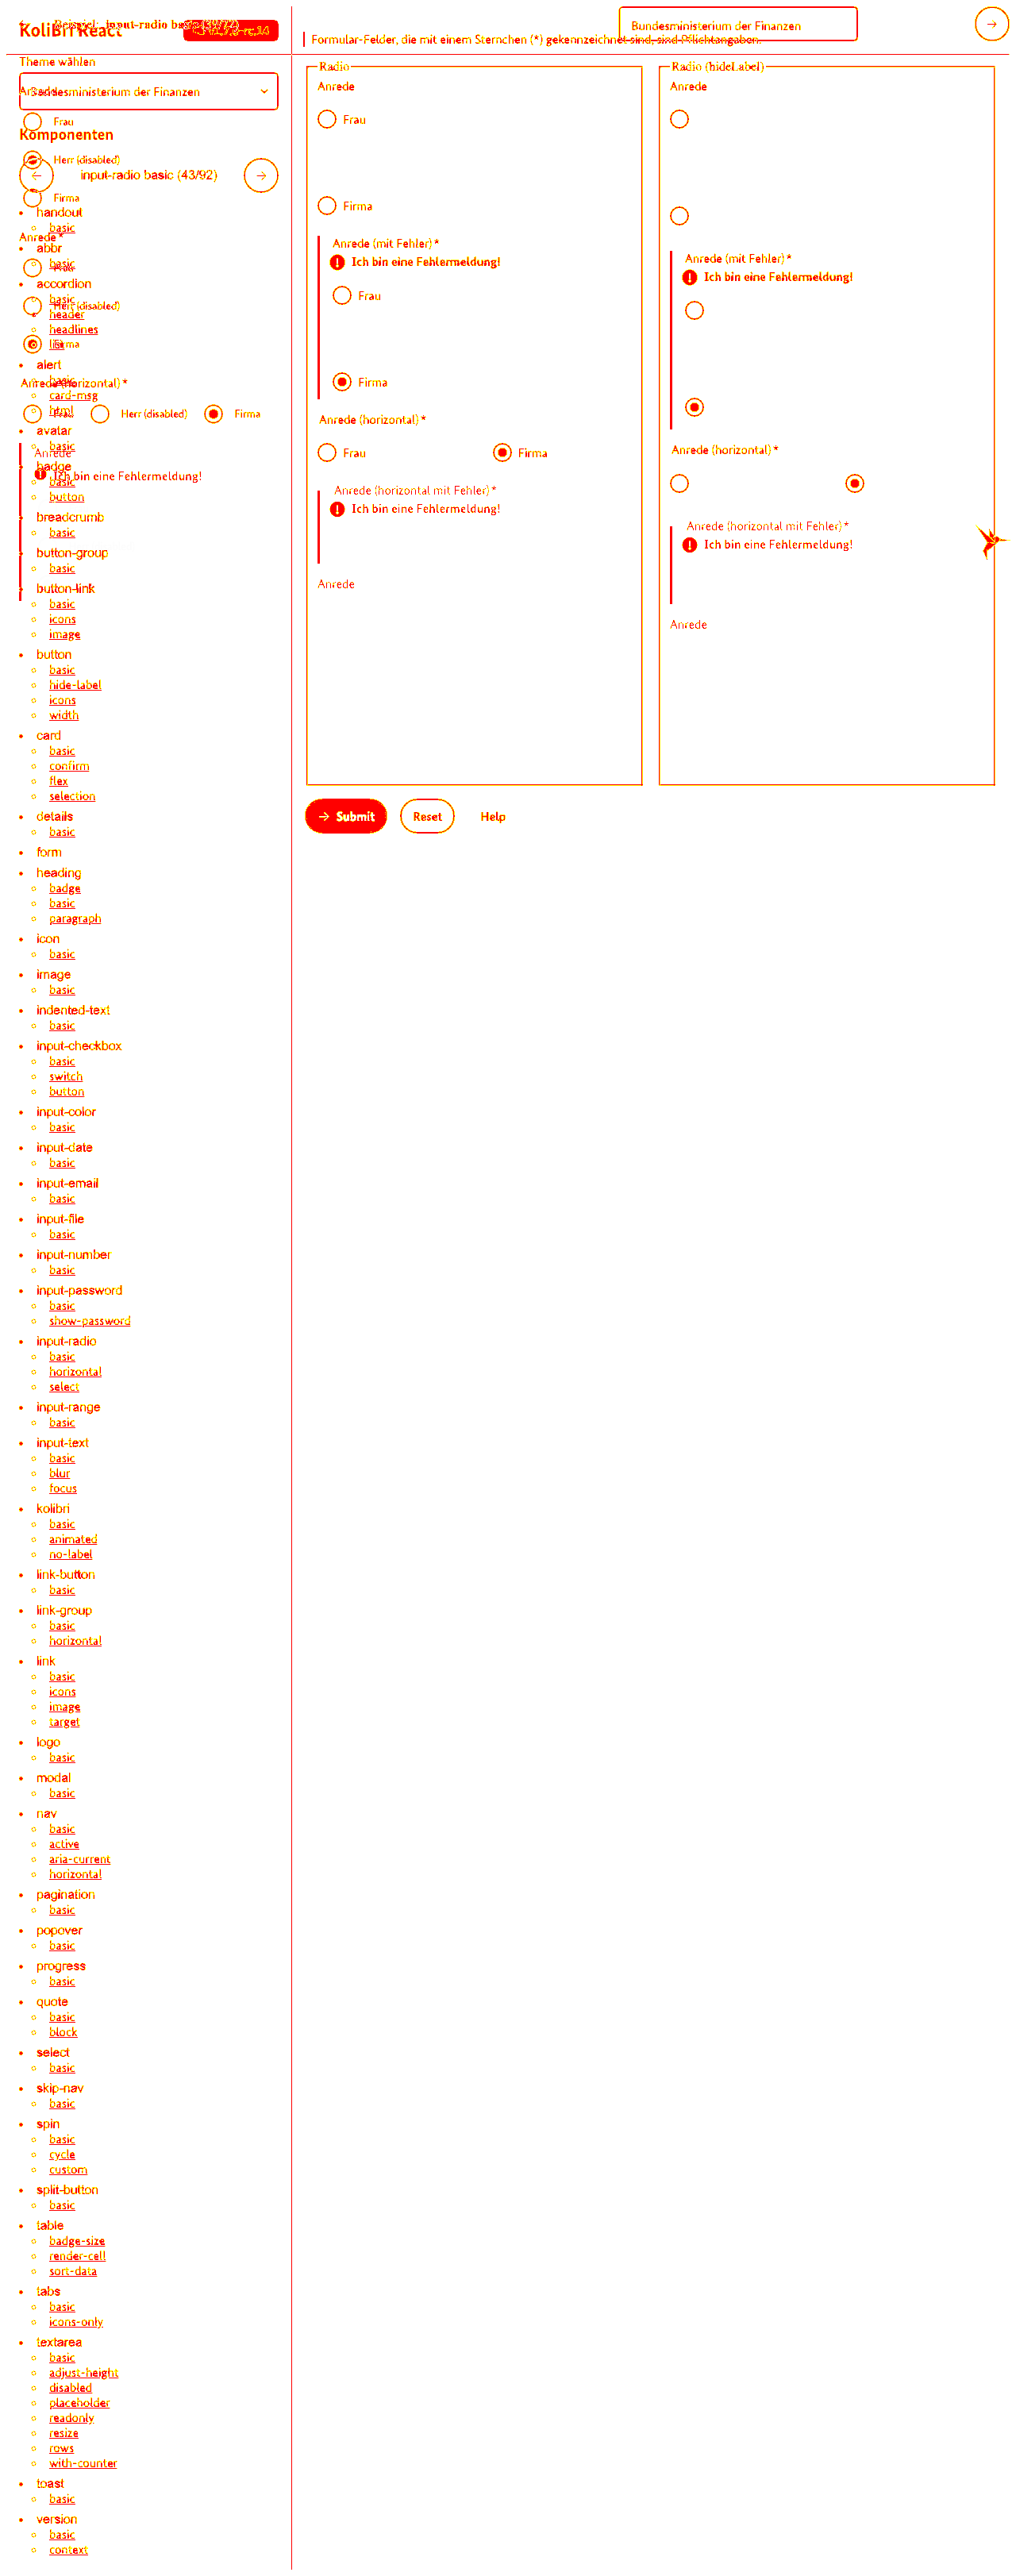 KoliBri React
Bundesministerium der Finanzen
Formular-Felder, die mit einem Sternchen (*) gekennzeichnet sind, sind Pflichtangaben.
Theme wählen
Bundesministerium der Finanzen
Frau
Komponenten
Herr (disabled)
input-radio basic (43/92)
Firma
handout
basic
Anrede *
abbr
basic
accordion
basic
Herr (disabled)
header
headlines
list
Firma
alert
basic
Anrede (horizontal) *
card-msg
html
Frau
Herr (disabled)
Firma
avatar
basic
Anrede
badge
basic
Ich bin eine Fehlermeldung!
button
breadcrumb
basic
button-group
basic
button-link
basic
icons
image
button
basic
hide-label
icons
width
card
basic
confirm
flex
selection
details
basic
form
heading
badge
basic
paragraph
icon
basic
image
basic
indented-text
basic
input-checkbox
basic
switch
button
input-color
basic
input-date
basic
input-email
basic
input-file
basic
input-number
basic
input-password
basic
show-password
input-radio
basic
horizontal
select
input-range
basic
input-text
basic
blur
focus
kolibri
basic
animated
no-label
link-button
basic
link-group
basic
horizontal
link
basic
icons
image
target
logo
basic
modal
basic
nav
basic
active
aria-current
horizontal
pagination
basic
popover
basic
progress
basic
quote
basic
block
select
basic
skip-nav
basic
spin
basic
cycle
custom
split-button
basic
table
badge-size
render-cell
sort-data
tabs
basic
icons-only
textarea
basic
adjust-height
disabled
placeholder
readonly
resize
rows
with-counter
toast
basic
version
basic
context
Radio
Anrede
Frau
Firma
Anrede (mit Fehler) *
Ich bin eine Fehlermeldung!
Frau
Firma
Anrede (horizontal) *
Frau
Firma
Anrede (horizontal mit Fehler) *
Ich bin eine Fehlermeldung!
Anrede
Radio (hideLabel)
Anrede
Anrede (mit Fehler) *
Ich bin eine Fehlermeldung!
Anrede (horizontal) *
Anrede (horizontal mit Fehler) *
Ich bin eine Fehlermeldung!
Anrede
Submit
Reset
Help